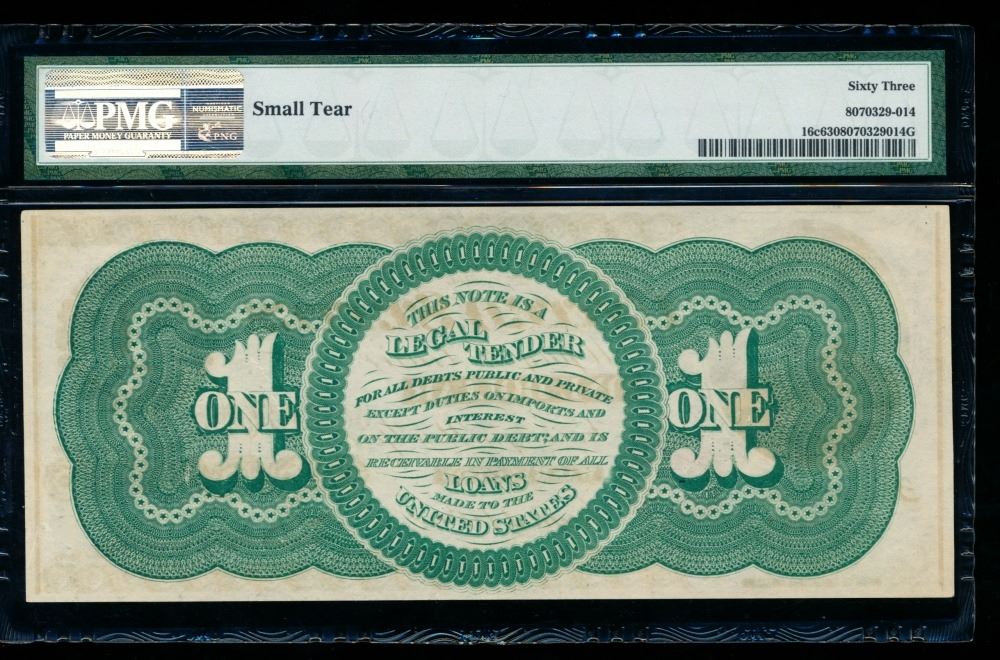 PMG
PAPER MONEY GUARANTY
NUMISMATIC
PNG
Small Tear
Sixty Three
8070329-014
16c6308070329014G
THIS NOTE IS A
LEGAL
TENDER
FOR ALL DEBTS PUBLIC AND PRIVATE
EXCEPT DUTIES ON IMPORTS AND
INTEREST
ON THE PUBLIC DEBT; AND IS
RECEIVABLE IN PAYMENT OF ALL
LOANS
MADE TO THE
UNITED STATES
1
ONE
1
ONE